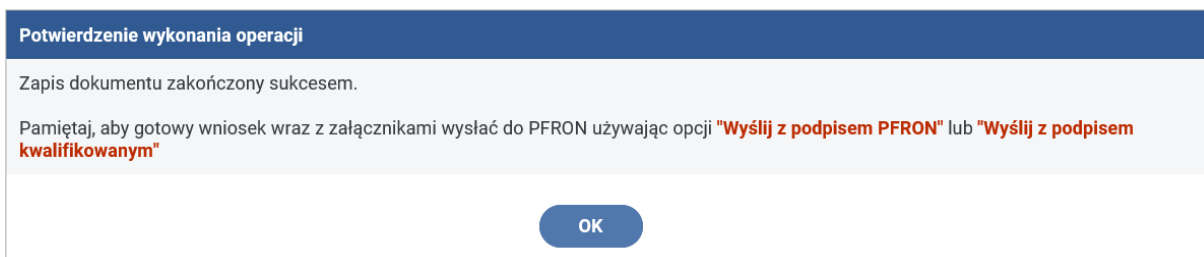 Potwierdzenie wykonania operacji
Zapis dokumentu zakończony sukcesem.
Pamiętaj, aby gotowy wniosek wraz z załącznikami wysłać do PFRON używając opcji "Wyślij z podpisem PFRON" lub "Wyślij z podpisem
kwalifikowanym"
OK